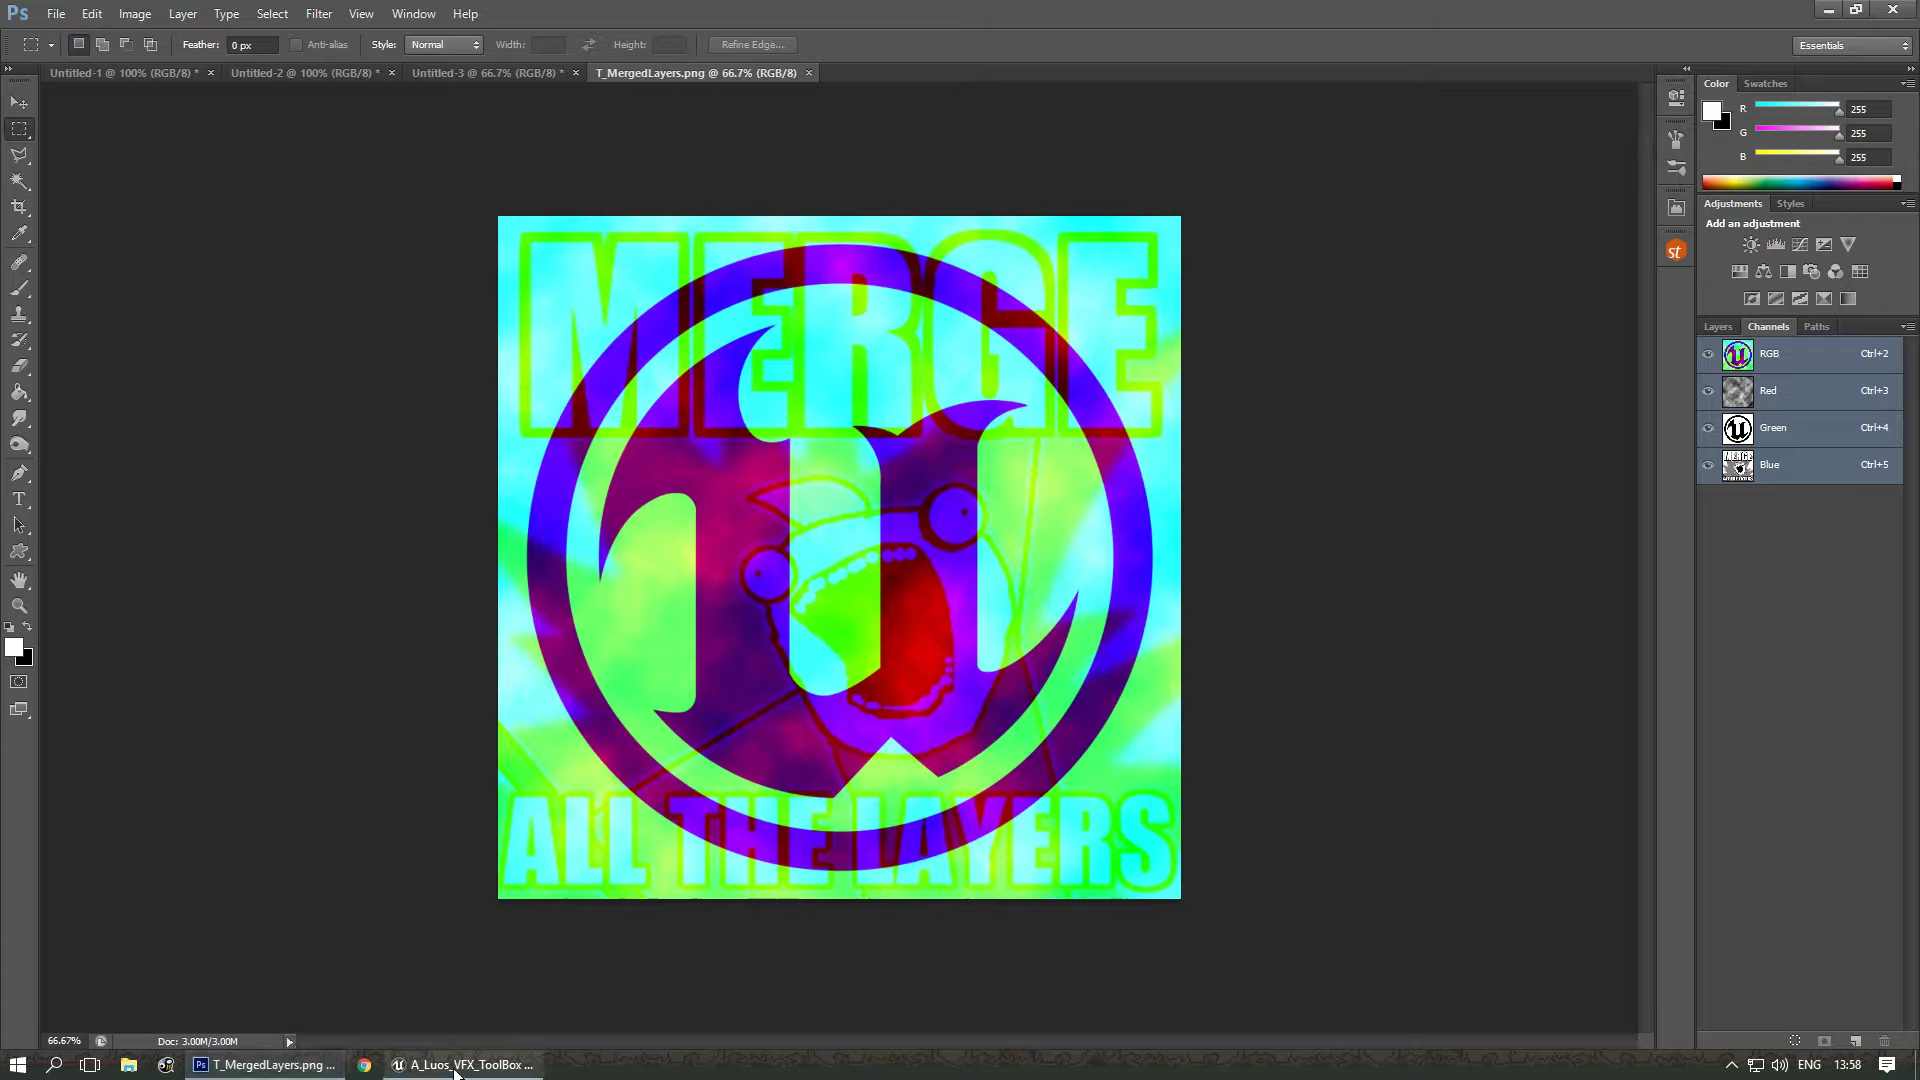 Ps File Edit Image Layer Type Select Filter View Window Help
Feather: 0 px Anti-alias Style: Normal Width: Height: Refine Edge... Essentials
Untitled-1 @ 100% (RGB/8) * × Untitled-2 @ 100% (RGB/8) * × Untitled-3 @ 66.7% (RGB/8) * × T_MergedLayers.png @ 66.7% (RGB/8) ×
Color Swatches
R 255
G 255
B 255
Adjustments Styles
Add an adjustment
st
Layers Channels Paths
RGB Ctrl+2
Red Ctrl+3
Green Ctrl+4
Blue Ctrl+5
MERGE
ALL THE LAYERS
66.67% Doc: 3.00M/3.00M
Ps T_MergedLayers.png ... A_Luos_VFX_ToolBox ... ENG 13:58